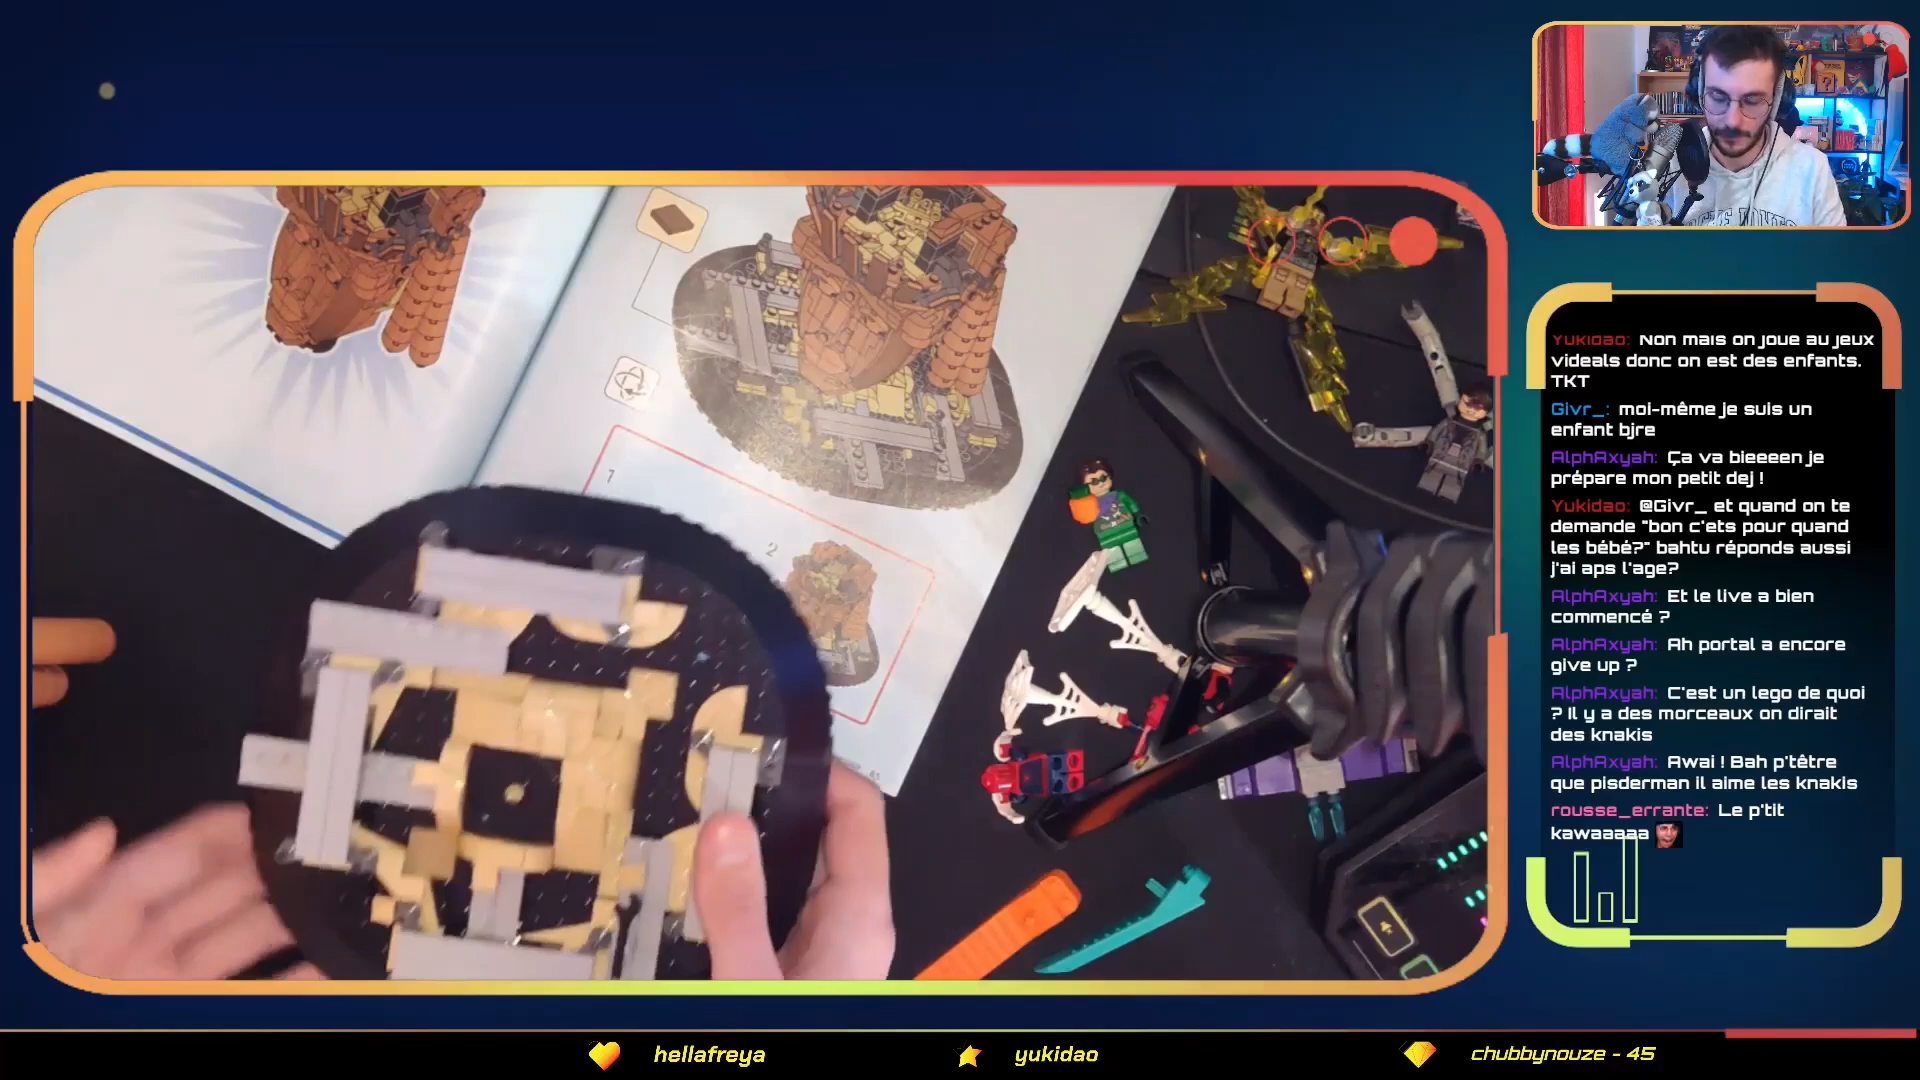 1
2
41
Yukidao: Non mais on joue au jeux
videals donc on est des enfants.
TKT
Givr_: moi-même je suis un
enfant bjre
AlphAxyah: Ça va bieeeen je
prépare mon petit dej !
Yukidao: @Givr_ et quand on te
demande "bon c'ets pour quand
les bébé?" bahtu réponds aussi
j'ai aps l'age?
AlphAxyah: Et le live a bien
commencé ?
AlphAxyah: Ah portal a encore
give up ?
AlphAxyah: C'est un lego de quoi
? Il y a des morceaux on dirait
des knakis
AlphAxyah: Awai ! Bah p'têtre
que pisderman il aime les knakis
rousse_errante: Le p'tit
kawaaaaa
hellafreya
yukidao
chubbynouze - 45